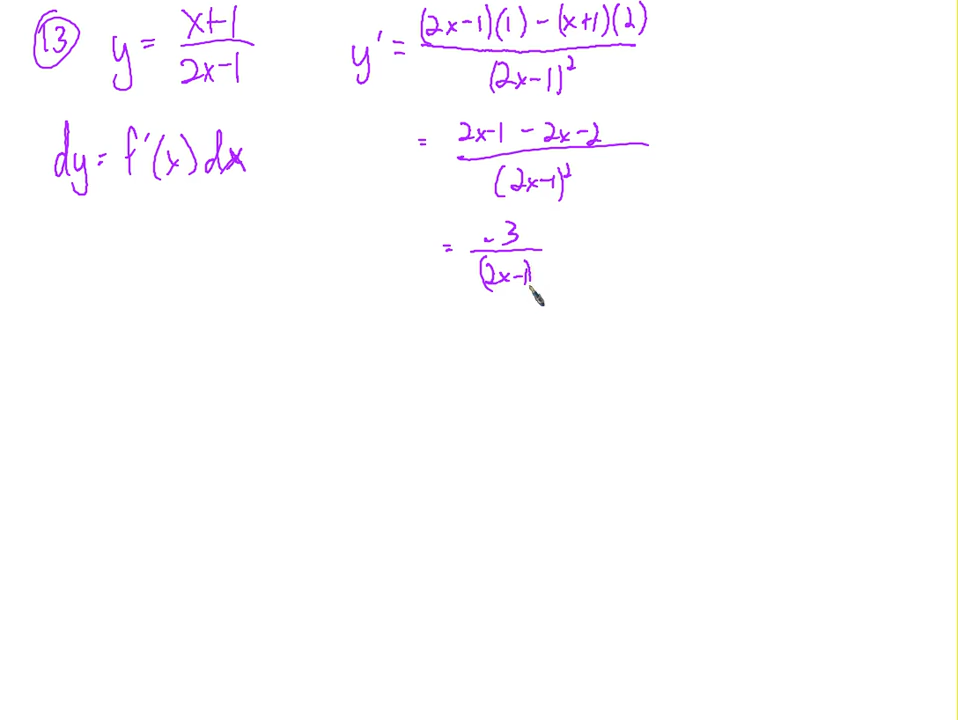 ⑬ y = (x+1)/(2x-1)
dy = f'(x) dx
y' = ((2x-1)(1) - (x+1)(2))/(2x-1)²
= (2x-1 - 2x-2)/(2x-1)²
= -3/(2x-1)